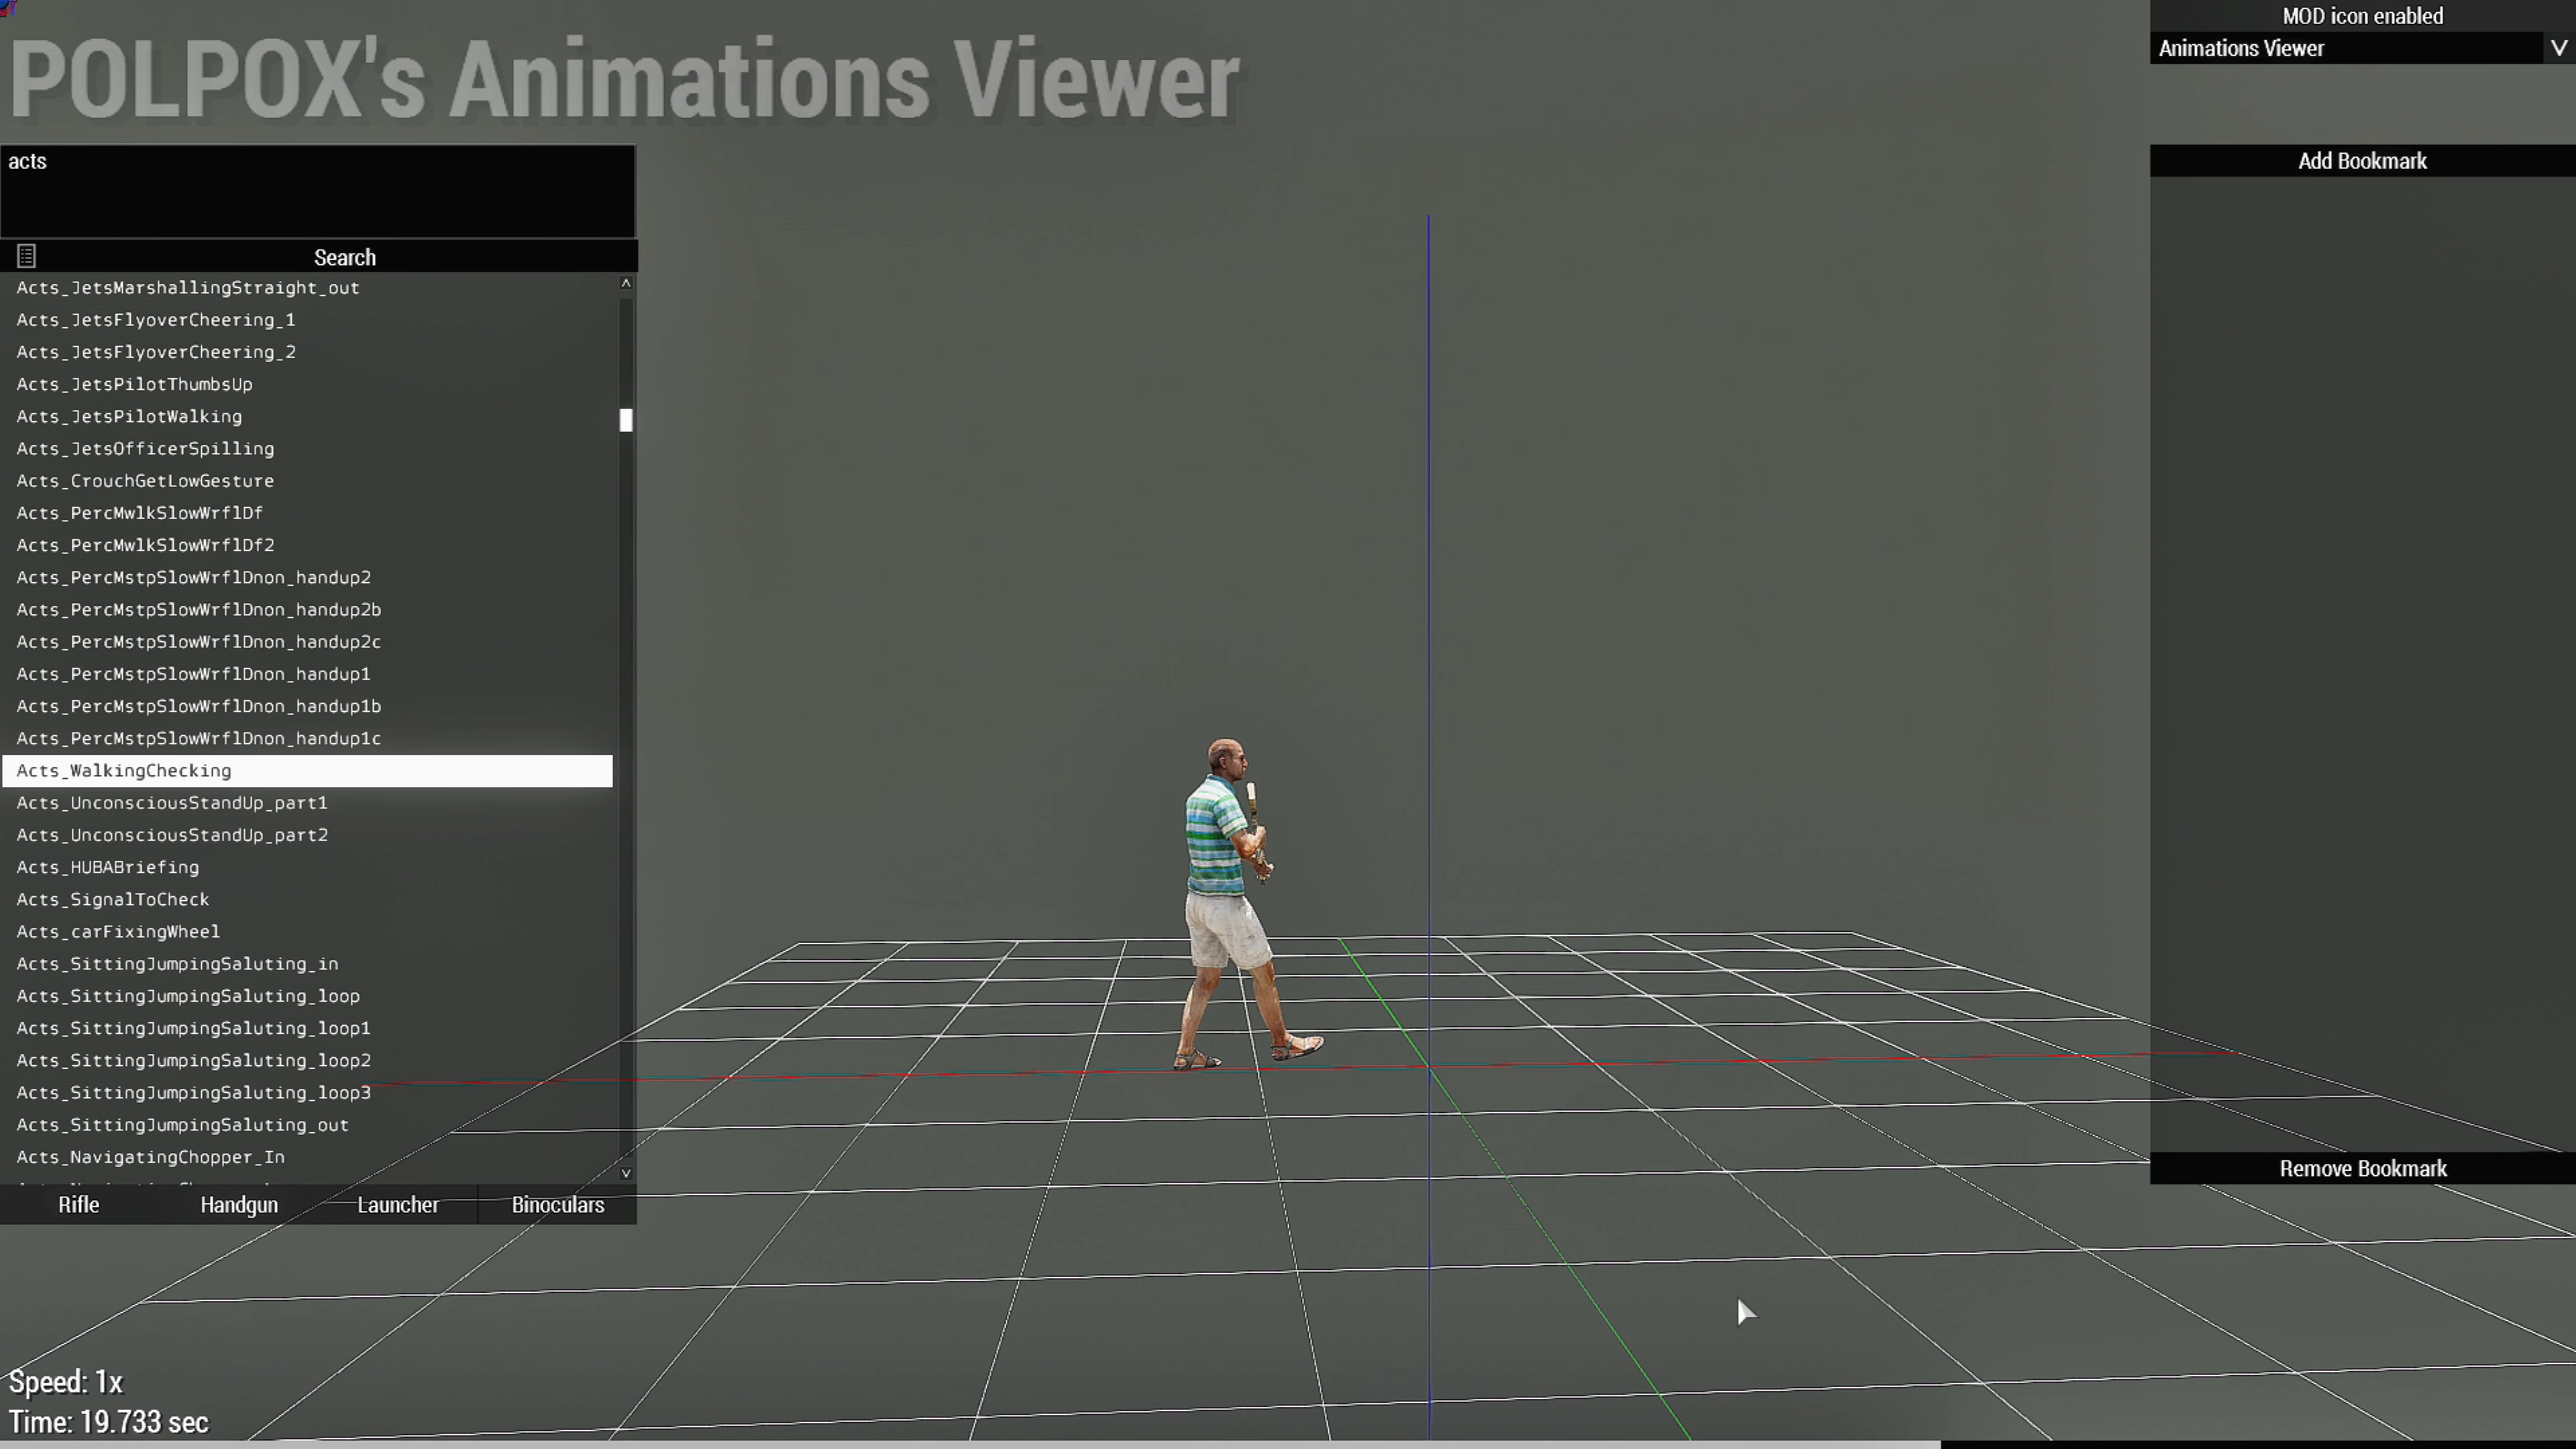 POLPOX's Animations Viewer
MOD icon enabled
Animations Viewer
acts
Add Bookmark
Search
Acts_JetsMarshallingStraight_out
Acts_JetsFlyoverCheering_1
Acts_JetsFlyoverCheering_2
Acts_JetsPilotThumbsUp
Acts_JetsPilotWalking
Acts_JetsOfficerSpilling
Acts_CrouchGetLowGesture
Acts_PercMwlkSlowWrflDf
Acts_PercMwlkSlowWrflDf2
Acts_PercMstpSlowWrflDnon_handup2
Acts_PercMstpSlowWrflDnon_handup2b
Acts_PercMstpSlowWrflDnon_handup2c
Acts_PercMstpSlowWrflDnon_handup1
Acts_PercMstpSlowWrflDnon_handup1b
Acts_PercMstpSlowWrflDnon_handup1c
Acts_WalkingChecking
Acts_UnconsciousStandUp_part1
Acts_UnconsciousStandUp_part2
Acts_HUBABriefing
Acts_SignalToCheck
Acts_carFixingWheel
Acts_SittingJumpingSaluting_in
Acts_SittingJumpingSaluting_loop
Acts_SittingJumpingSaluting_loop1
Acts_SittingJumpingSaluting_loop2
Acts_SittingJumpingSaluting_loop3
Acts_SittingJumpingSaluting_out
Acts_NavigatingChopper_In
Remove Bookmark
Rifle Handgun Launcher Binoculars
Speed: 1x
Time: 19.733 sec